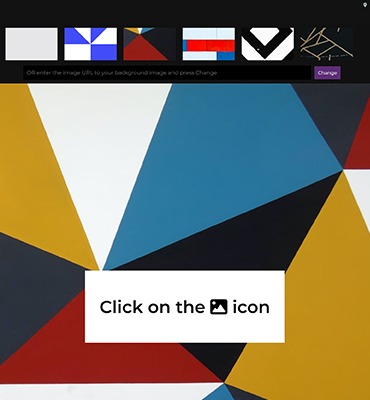 OR enter the image URL to your background image and press Change
Change
Click on the icon